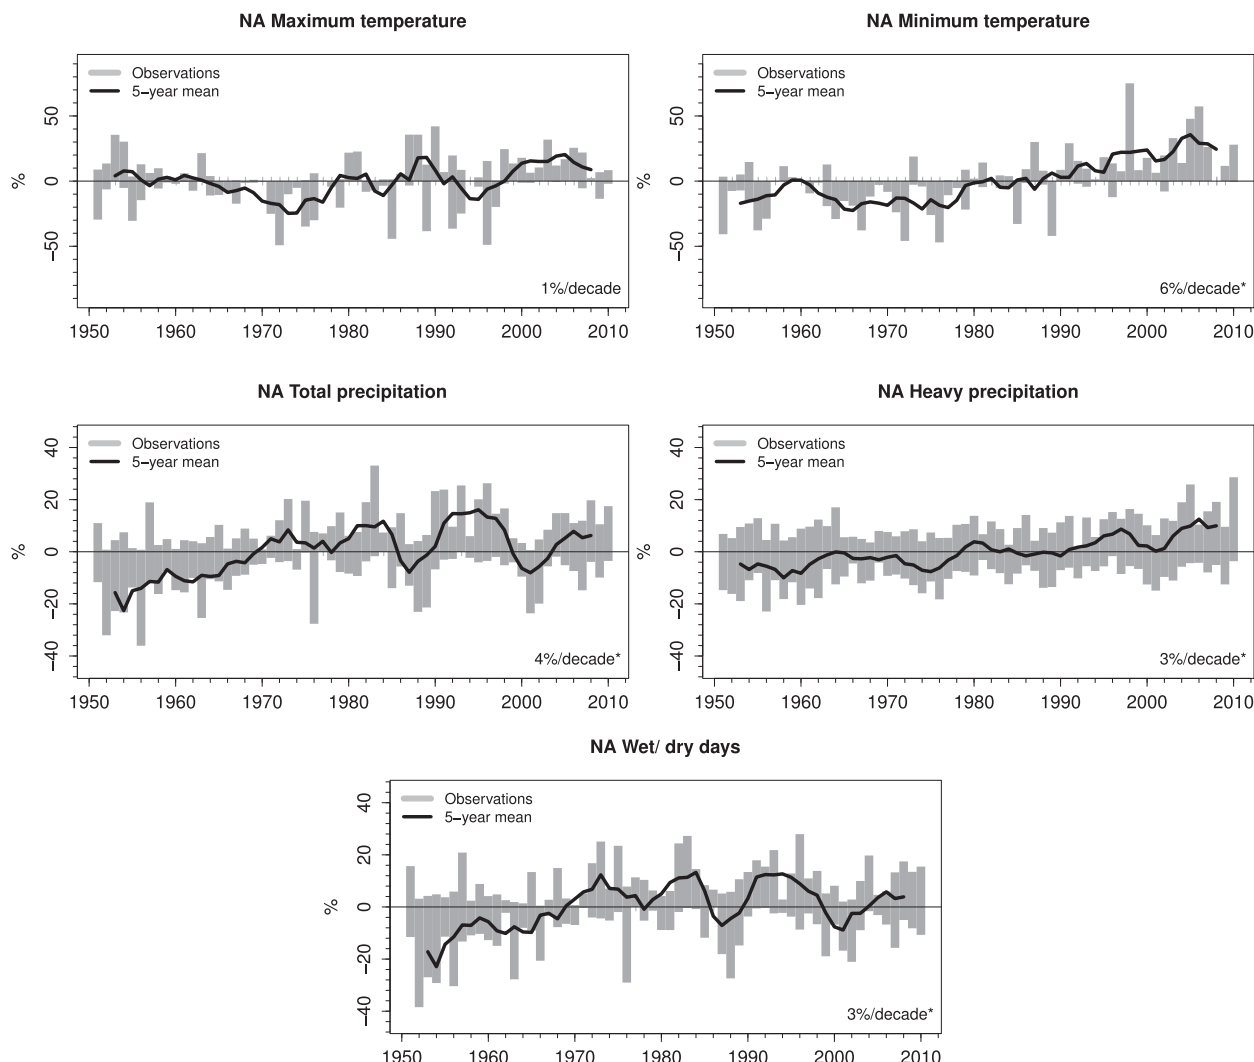 NA Maximum temperature
Observations
5−year mean
%
50
0
−50
1%/decade
1950 1960 1970 1980 1990 2000 2010
NA Minimum temperature
Observations
5−year mean
%
50
0
−50
6%/decade*
1950 1960 1970 1980 1990 2000 2010
NA Total precipitation
Observations
5−year mean
%
40
20
0
−20
−40
4%/decade*
1950 1960 1970 1980 1990 2000 2010
NA Heavy precipitation
Observations
5−year mean
%
40
20
0
−20
−40
3%/decade*
1950 1960 1970 1980 1990 2000 2010
NA Wet/ dry days
Observations
5−year mean
%
40
20
0
−20
−40
3%/decade*
1950 1960 1970 1980 1990 2000 2010